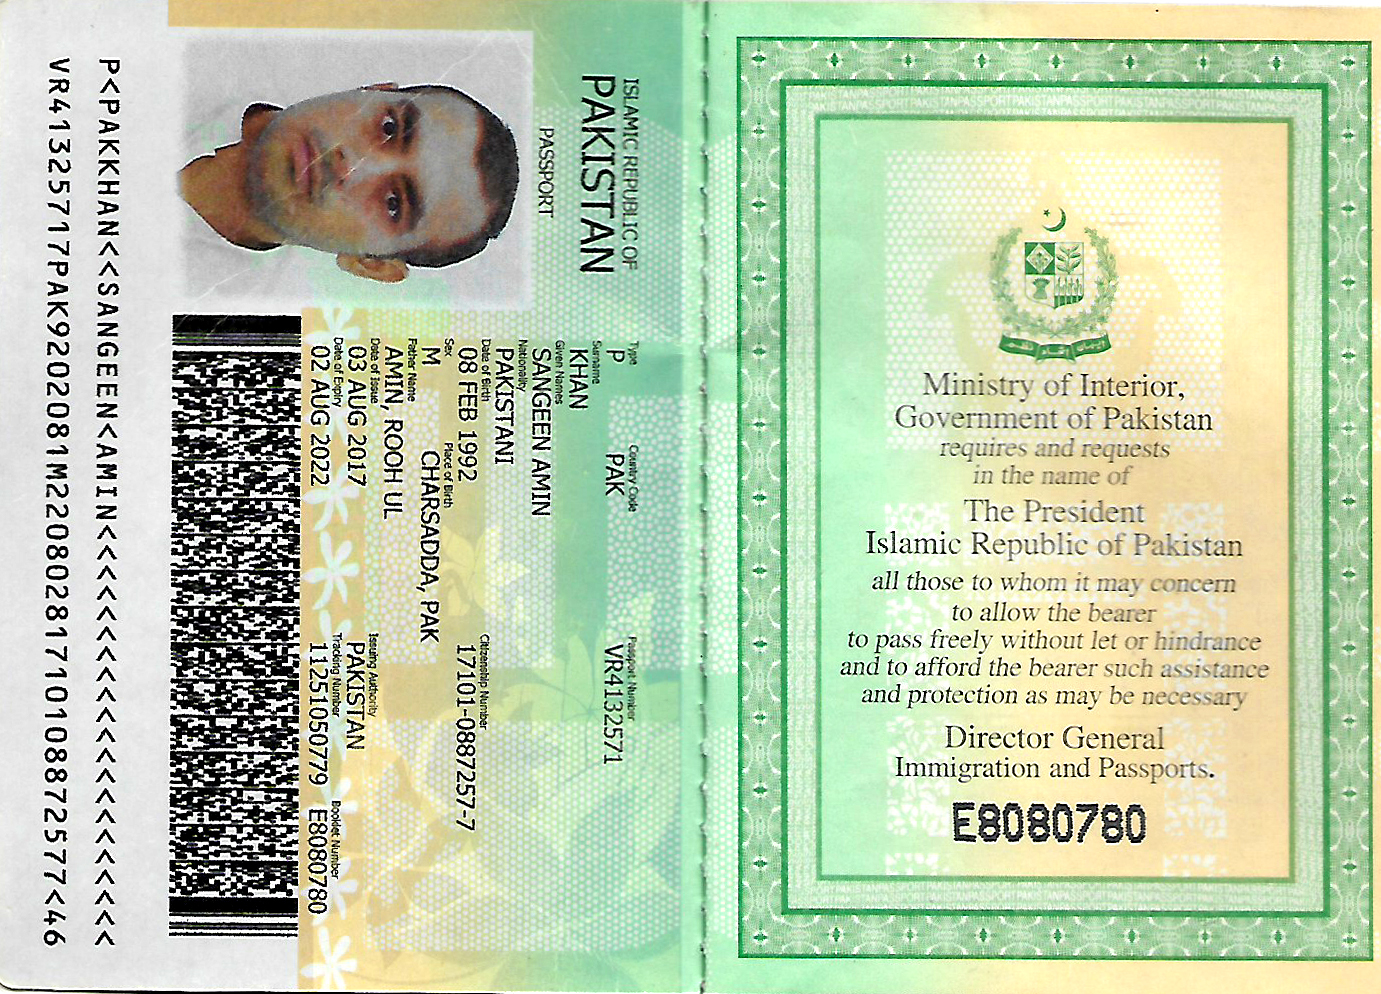 ISLAMIC REPUBLIC OF
PAKISTAN
PASSPORT
Type
P
Country Code
PAK
Passport Number
VR4132571
Surname
KHAN
Given Names
SANGEEN AMIN
Nationality
PAKISTANI
Date of Birth
08 FEB 1992
Citizenship Number
17101-0887257-7
Sex
M
Place of Birth
CHARSADDA, PAK
Father Name
AMIN, ROOH UL
Date of Issue
03 AUG 2017
Issuing Authority
PAKISTAN
Date of Expiry
02 AUG 2022
Tracking Number
11251050779
Booklet Number
E8080780
P<PAKKHAN<<SANGEEN<AMIN<<<<<<<<<<<<<<<<<<<<<
VR41325717PAK9202081M22080281710108872577<46
Ministry of Interior,
Government of Pakistan
requires and requests
in the name of
The President
Islamic Republic of Pakistan
all those to whom it may concern
to allow the bearer
to pass freely without let or hindrance
and to afford the bearer such assistance
and protection as may be necessary
Director General
Immigration and Passports.
E8080780